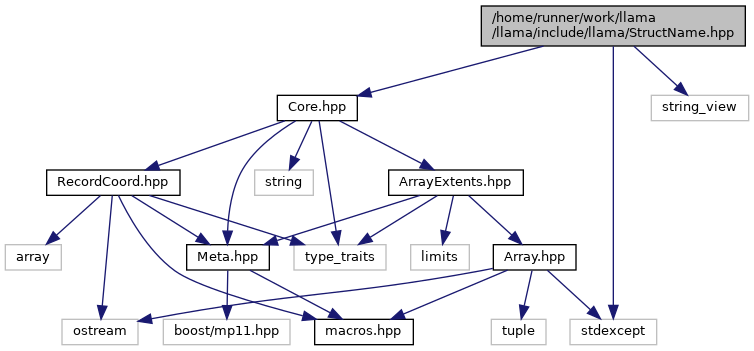 /home/runner/work/llama
/llama/include/llama/StructName.hpp
Core.hpp
string_view
RecordCoord.hpp
string
ArrayExtents.hpp
array
Meta.hpp
type_traits
limits
Array.hpp
ostream
boost/mp11.hpp
macros.hpp
tuple
stdexcept